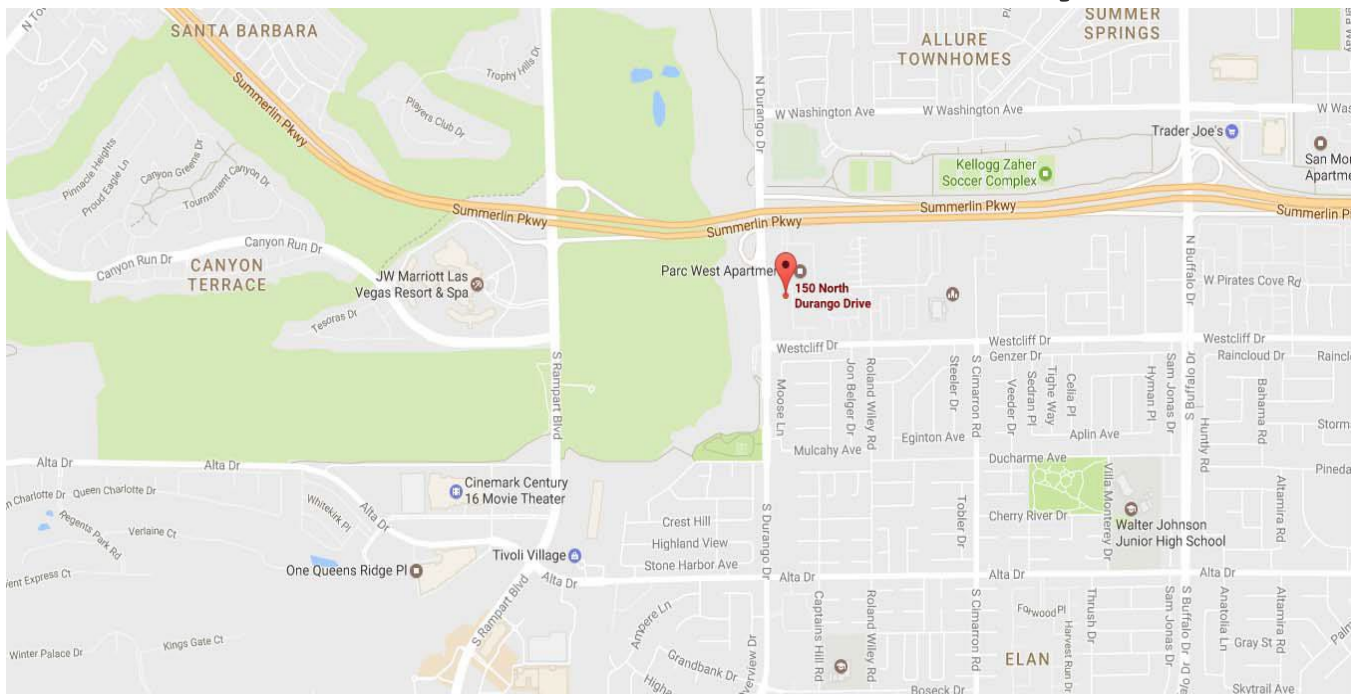 SANTA BARBARA
Summerlin Pkwy
Trophy Hills Dr
Players Club Dr
N Durango Dr
ALLURE
TOWNHOMES
SUMMER
SPRINGS
W Washington Ave
W Washington Ave
Trader Joe's
San
Kellogg Zaher
Soccer Complex
Pinnacle Heights
Proud Eagle Ln
Canyon Greens Dr
Tournament Canyon Dr
Summerlin Pkwy
Summerlin Pkwy
Summerlin Pkwy
Summerlin
Canyon Run Dr
Canyon Run Dr
CANYON
TERRACE
JW Marriott Las
Vegas Resort & Spa
Tesoras Dr
Parc West
150 North
Durango Drive
N Buffalo Dr
W Pirates Cove Rd
S Rampart Blvd
Westcliff Dr
Westcliff Dr
Westcliff Dr
Genzer Dr
Raincloud Dr
Moose Ln
Jon Belger Dr
Roland Wiley Rd
Steeler Dr
S Cimarron Rd
Veeder Dr
Sedran Pl
Tighe Way
Celia Pl
Hyman Pl
Sam Jonas Dr
S Buffalo Dr
Huntly Rd
Bahama Rd
Mulcahy Ave
Eginton Ave
Aplin Ave
Ducharme Ave
Alta Dr
Alta Dr
Cinemark Century
16 Movie Theater
Charlotte Dr
Queen Charlotte Dr
Regents Park Rd
Verlaine Ct
Whitekirk Pl
Alta Dr
Crest Hill
Highland View
Stone Harbor Ave
S Durango Dr
Tobler Dr
Cherry River Dr
Villa Monterey Dr
Walter Johnson
Junior High School
Altamira Rd
Tivoli Village
One Queens Ridge Pl
Express Ct
Alta Dr
Alta Dr
Alta Dr
Alta Dr
S Rampart Blvd
Ampere Ln
Grandbank Dr
Captains Hill Rd
Roland Wiley Rd
S Cimarron Rd
Harvest Run Dr
Thrush Dr
Sam Jonas Dr
S Buffalo Dr
Anatolia Ln
Altamira Rd
Gray St
Kings Gate Ct
Winter Palace Dr
ELAN
Boseck Dr
Skytrail Ave